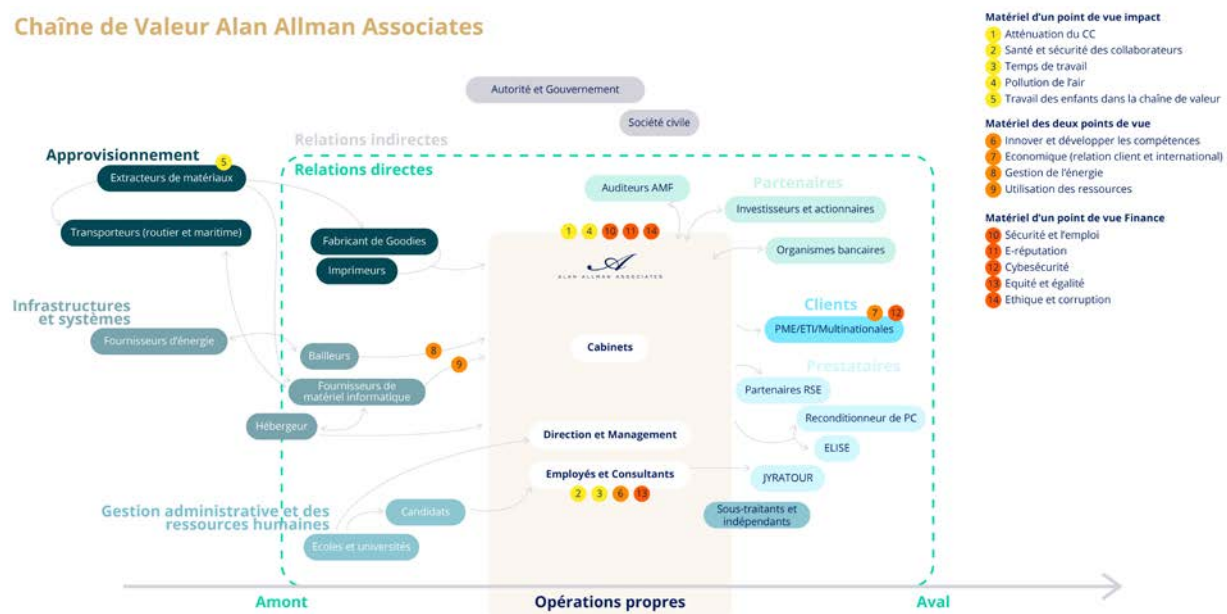 Chaîne de Valeur Alan Allman Associates
Matériel d'un point de vue impact
1 Atténuation du CC
2 Santé et sécurité des collaborateurs
3 Temps de travail
4 Pollution de l'air
5 Travail des enfants dans la chaîne de valeur
Matériel des deux points de vue
6 Innover et développer les compétences
7 Economique (relation client et international)
8 Gestion de l'énergie
9 Utilisation des ressources
Matériel d'un point de vue Finance
10 Sécurité et l'emploi
11 E-réputation
12 Cybesécurité
13 Equité et égalité
14 Ethique et corruption
Autorité et Gouvernement
Société civile
Relations indirectes
Relations directes
Approvisionnement
5
Extracteurs de matériaux
Transporteurs (routier et maritime)
Fabricant de Goodies
Imprimeurs
Infrastructures
et systèmes
Fournisseurs d'énergie
Bailleurs
8
9
Fournisseurs de
matériel informatique
Hébergeur
Gestion administrative et des
ressources humaines
Candidats
Ecoles et universités
Auditeurs AMF
1 4 10 11 14
A
ALAN ALLMAN ASSOCIATES
Cabinets
Direction et Management
Employés et Consultants
2 3 6 13
Partenaires
Investisseurs et actionnaires
Organismes bancaires
Clients
7 12
PME/ETI/Multinationales
Prestataires
Partenaires RSE
Reconditionneur de PC
ELISE
JYRATOUR
Sous-traitants et
indépendants
Amont
Opérations propres
Aval